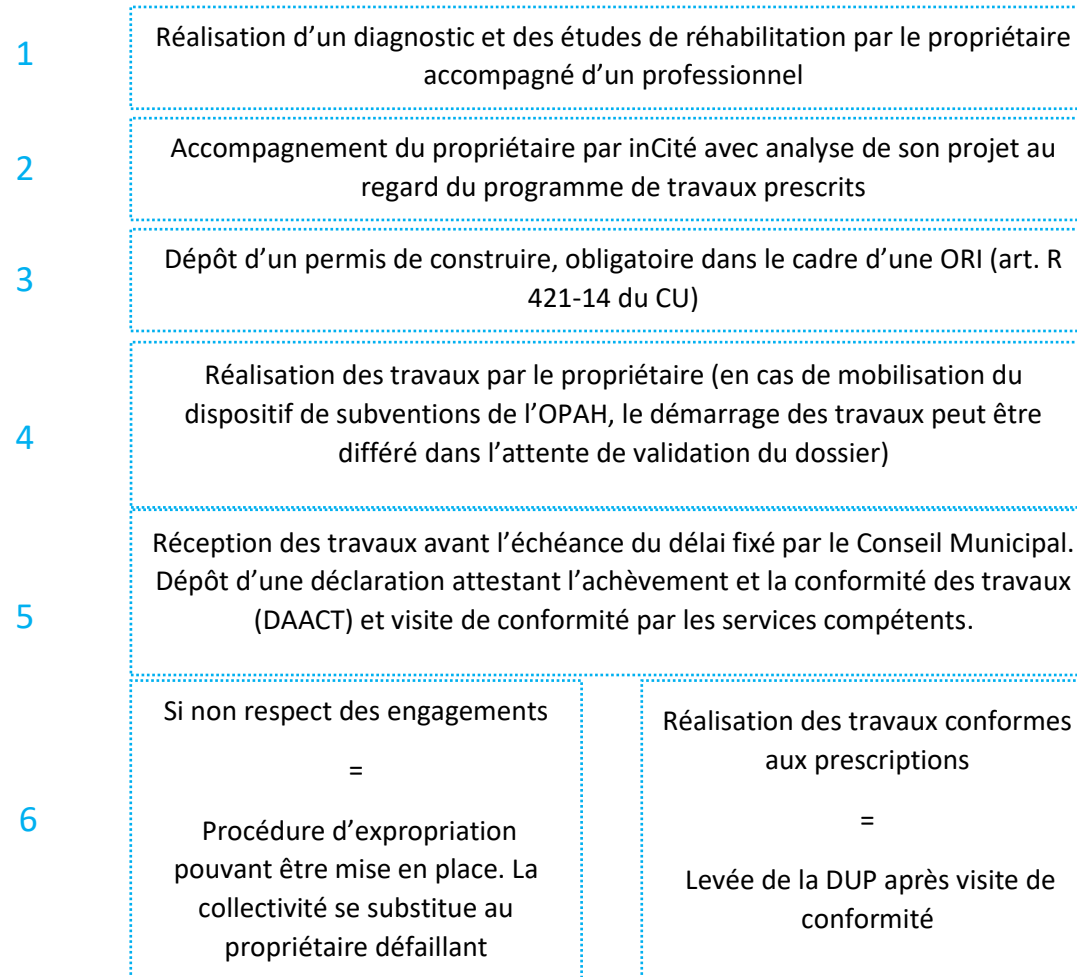 1
Réalisation d’un diagnostic et des études de réhabilitation par le propriétaire
accompagné d’un professionnel
2
Accompagnement du propriétaire par inCité avec analyse de son projet au
regard du programme de travaux prescrits
3
Dépôt d’un permis de construire, obligatoire dans le cadre d’une ORI (art. R
421-14 du CU)
4
Réalisation des travaux par le propriétaire (en cas de mobilisation du
dispositif de subventions de l’OPAH, le démarrage des travaux peut être
différé dans l’attente de validation du dossier)
5
Réception des travaux avant l’échéance du délai fixé par le Conseil Municipal.
Dépôt d’une déclaration attestant l’achèvement et la conformité des travaux
(DAACT) et visite de conformité par les services compétents.
6
Si non respect des engagements
=
Procédure d’expropriation
pouvant être mise en place. La
collectivité se substitue au
propriétaire défaillant
Réalisation des travaux conformes
aux prescriptions
=
Levée de la DUP après visite de
conformité